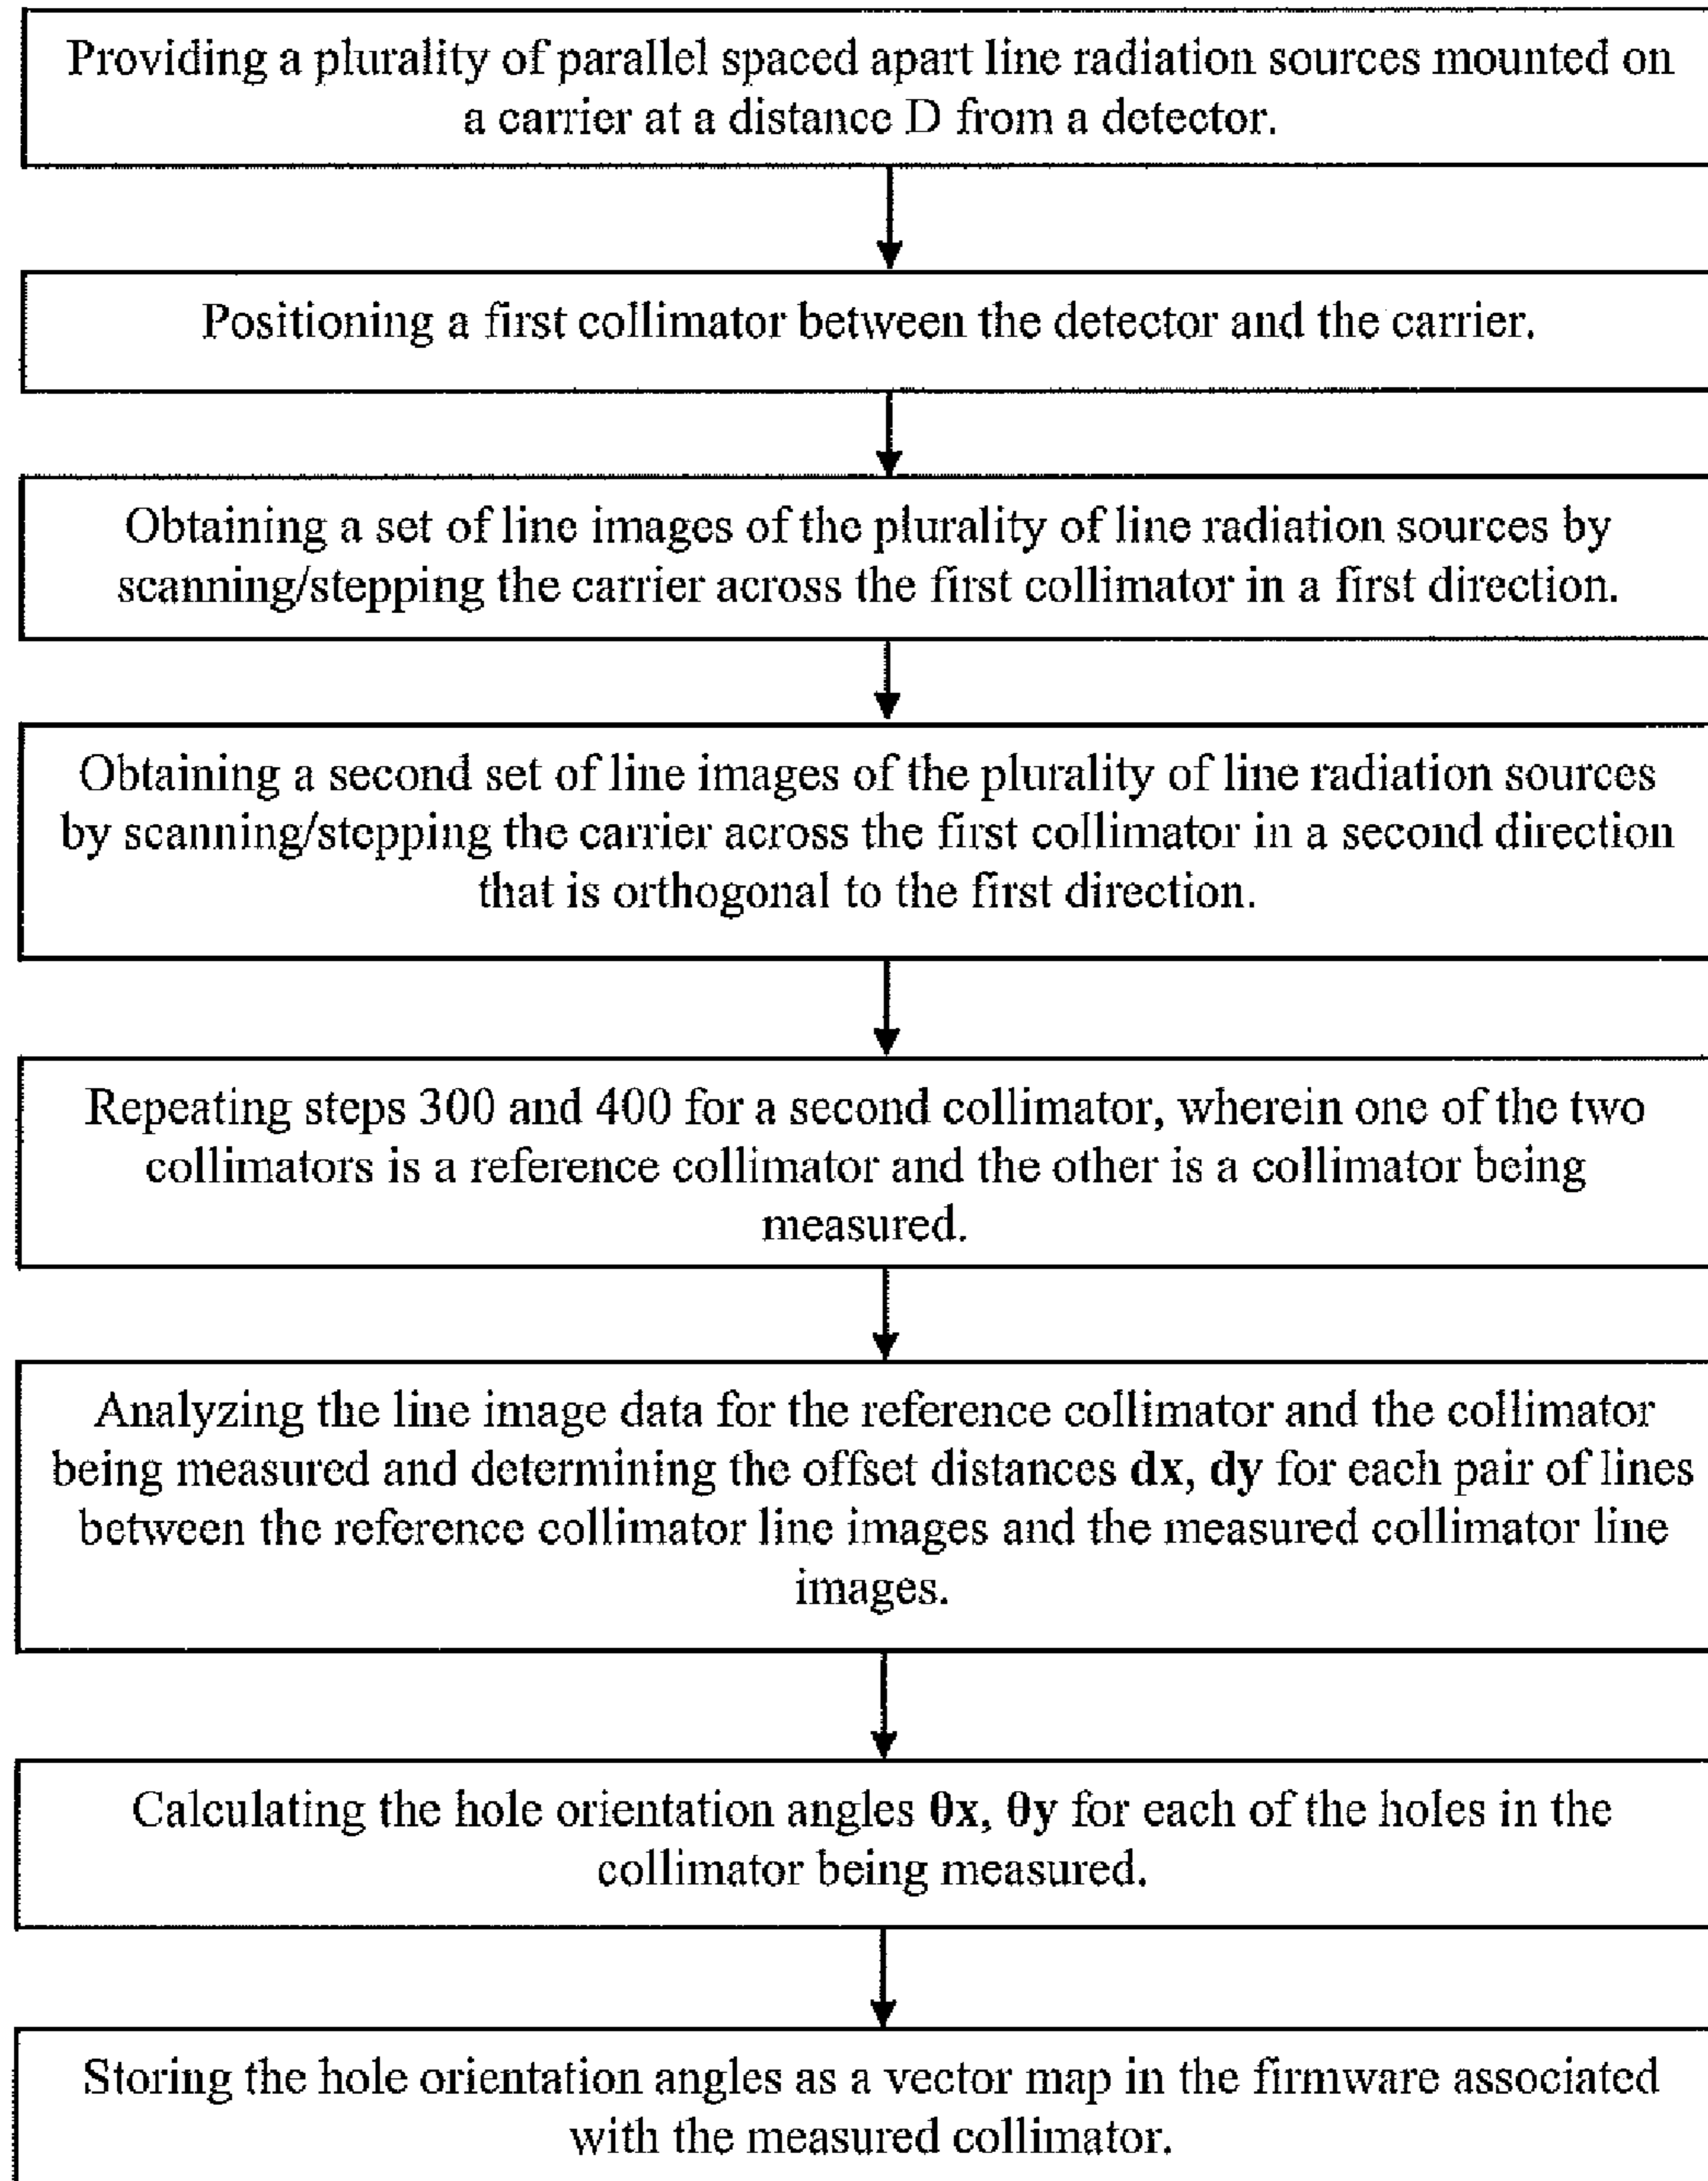 Providing a plurality of parallel spaced apart line radiation sources mounted on
a carrier at a distance D from a detector.
Positioning a first collimator between the detector and the carrier.
Obtaining a set of line images of the plurality of line radiation sources by
scanning/stepping the carrier across the first collimator in a first direction.
Obtaining a second set of line images of the plurality of line radiation sources
by scanning/stepping the carrier across the first collimator in a second direction
that is orthogonal to the first direction.
Repeating steps 300 and 400 for a second collimator, wherein one of the two
collimators is a reference collimator and the other is a collimator being
measured.
Analyzing the line image data for the reference collimator and the collimator
being measured and determining the offset distances dx, dy for each pair of lines
between the reference collimator line images and the measured collimator line
images.
Calculating the hole orientation angles θx, θy for each of the holes in the
collimator being measured.
Storing the hole orientation angles as a vector map in the firmware associated
with the measured collimator.